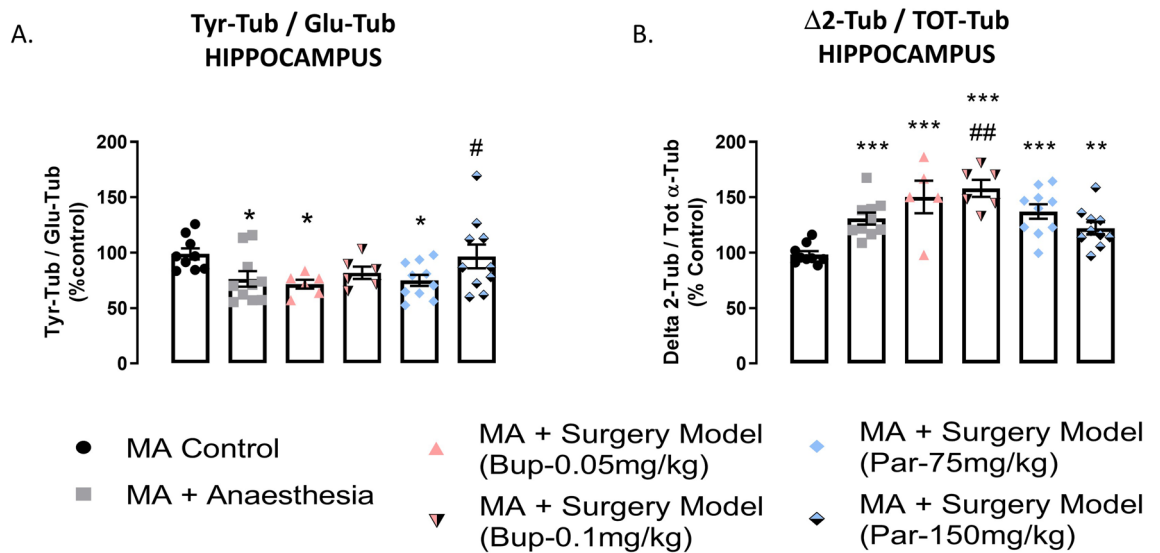 A.
Tyr-Tub / Glu-Tub
HIPPOCAMPUS
Tyr-Tub / Glu-Tub
(%control)
200
150
100
50
0
*
*
*
#
B.
Δ2-Tub / TOT-Tub
HIPPOCAMPUS
Delta 2-Tub / Tot α-Tub
(% Control)
200
150
100
50
0
***
***
***
##
***
**
MA Control
MA + Anaesthesia
MA + Surgery Model
(Bup-0.05mg/kg)
MA + Surgery Model
(Bup-0.1mg/kg)
MA + Surgery Model
(Par-75mg/kg)
MA + Surgery Model
(Par-150mg/kg)